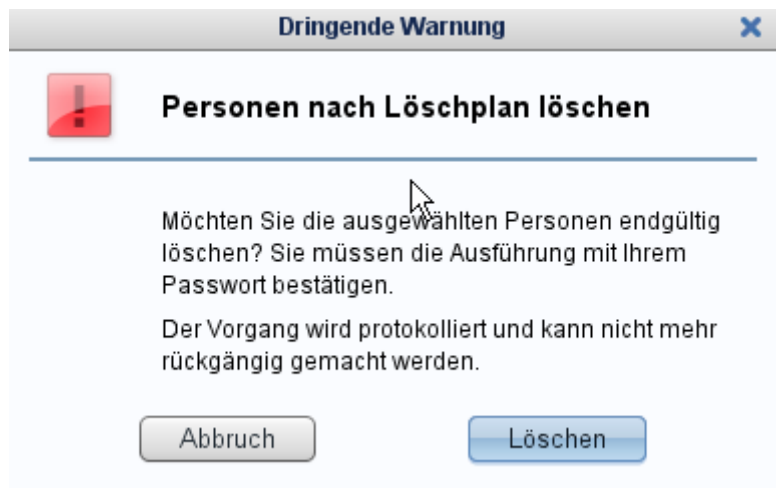 Dringende Warnung
Personen nach Löschplan löschen
Möchten Sie die ausgewählten Personen endgültig
löschen? Sie müssen die Ausführung mit Ihrem
Passwort bestätigen.
Der Vorgang wird protokolliert und kann nicht mehr
rückgängig gemacht werden.
Abbruch
Löschen